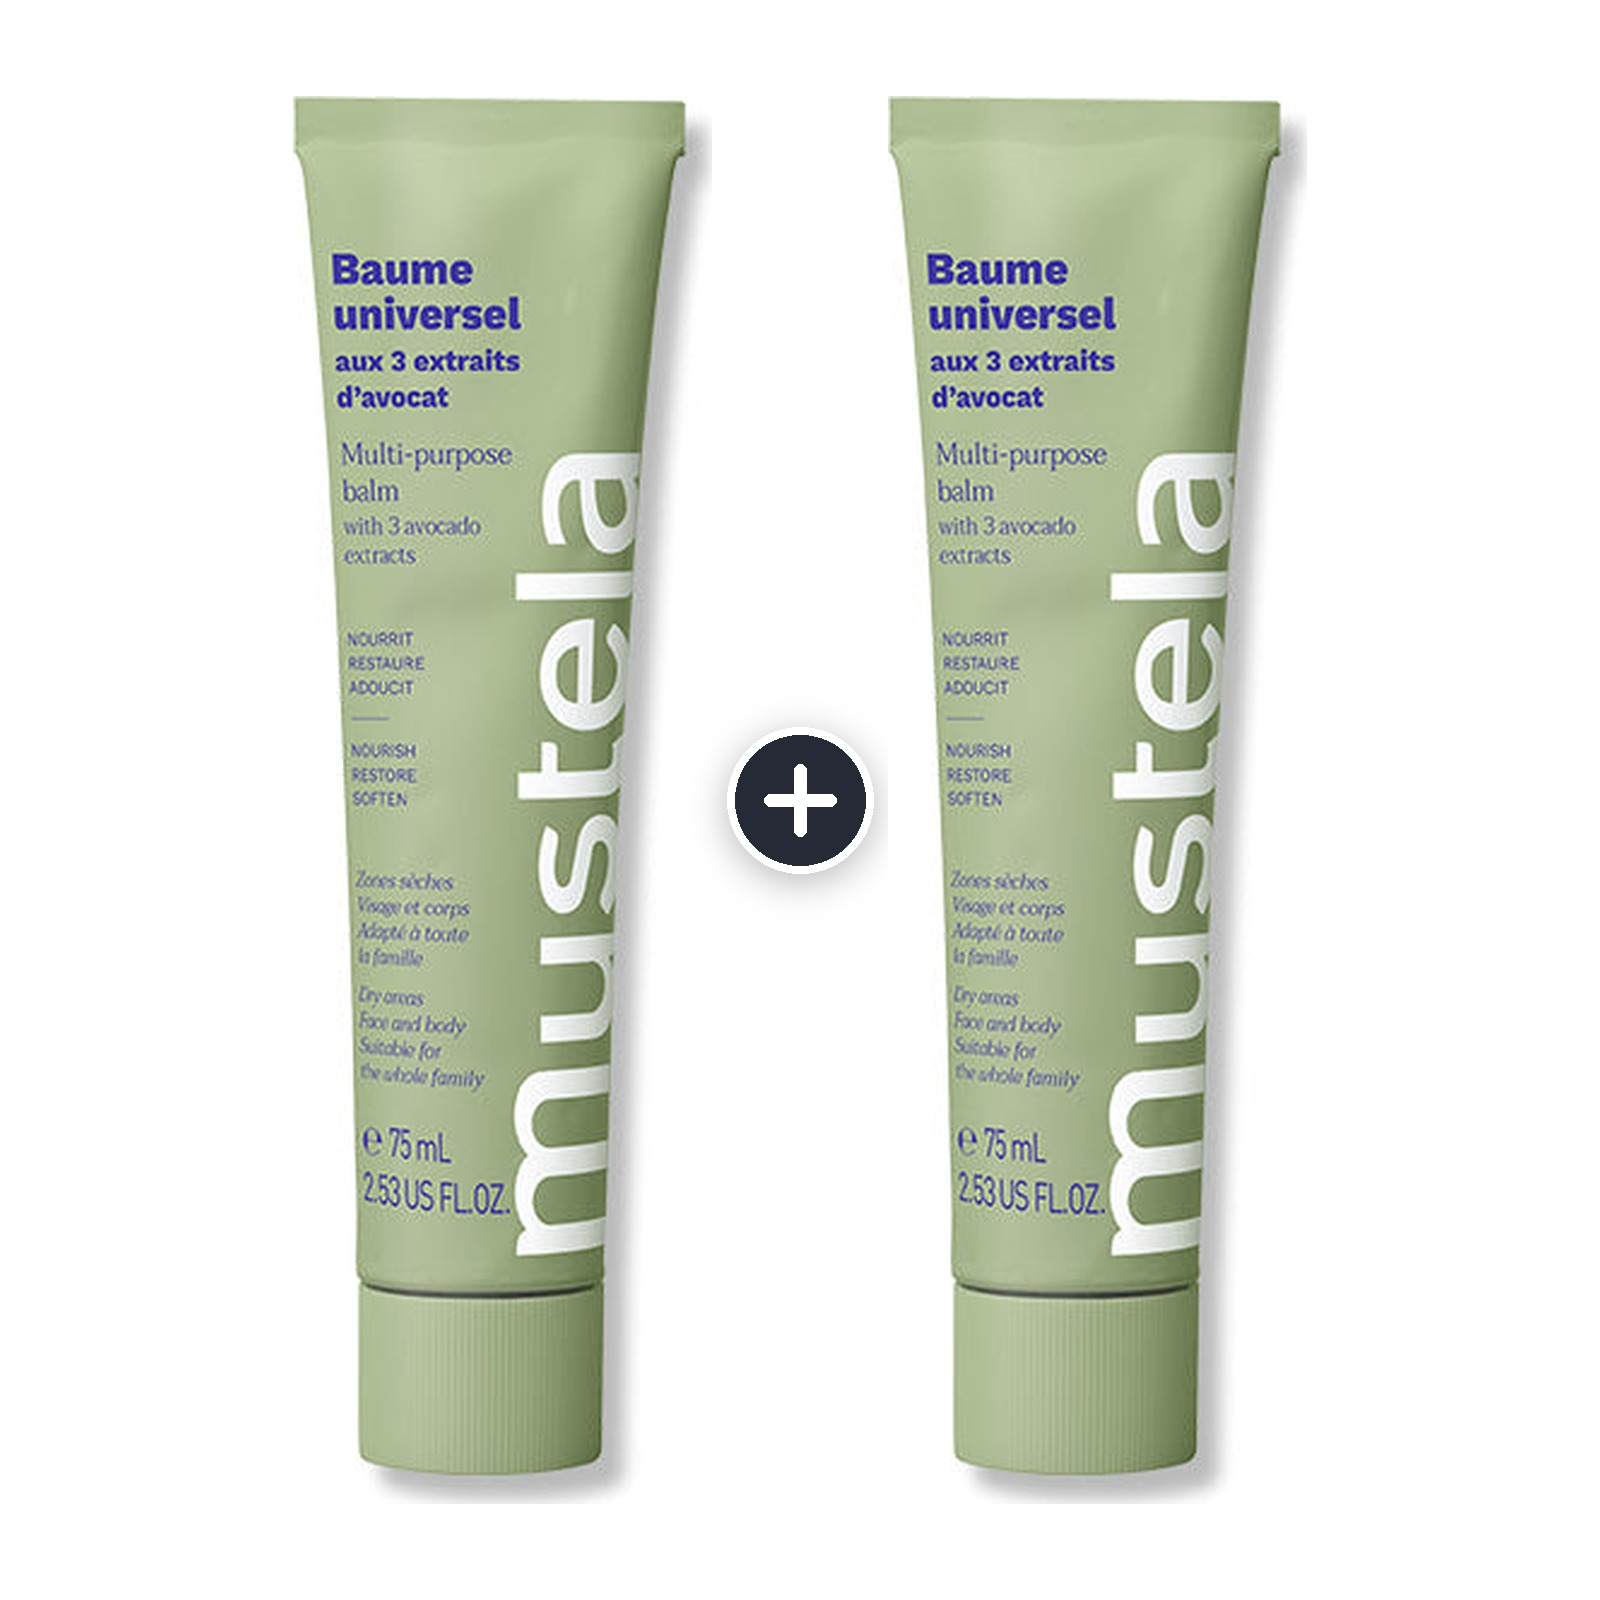 Baume
universel
aux 3 extraits
d'avocat
Multi-purpose
balm
with 3 avocado
extracts
NOURRIT
RESTAURE
ADOUCIT
NOURISH
RESTORE
SOFTEN
Zones sèches
Visage et corps
Adapté à toute
la famille
Dry areas
Face and body
Suitable for
the whole family
℮ 75 mL
2.53 US FL.OZ.
mustela
Baume
universel
aux 3 extraits
d'avocat
Multi-purpose
balm
with 3 avocado
extracts
NOURRIT
RESTAURE
ADOUCIT
NOURISH
RESTORE
SOFTEN
Zones sèches
Visage et corps
Adapté à toute
la famille
Dry areas
Face and body
Suitable for
the whole family
℮ 75 mL
2.53 US FL.OZ.
mustela